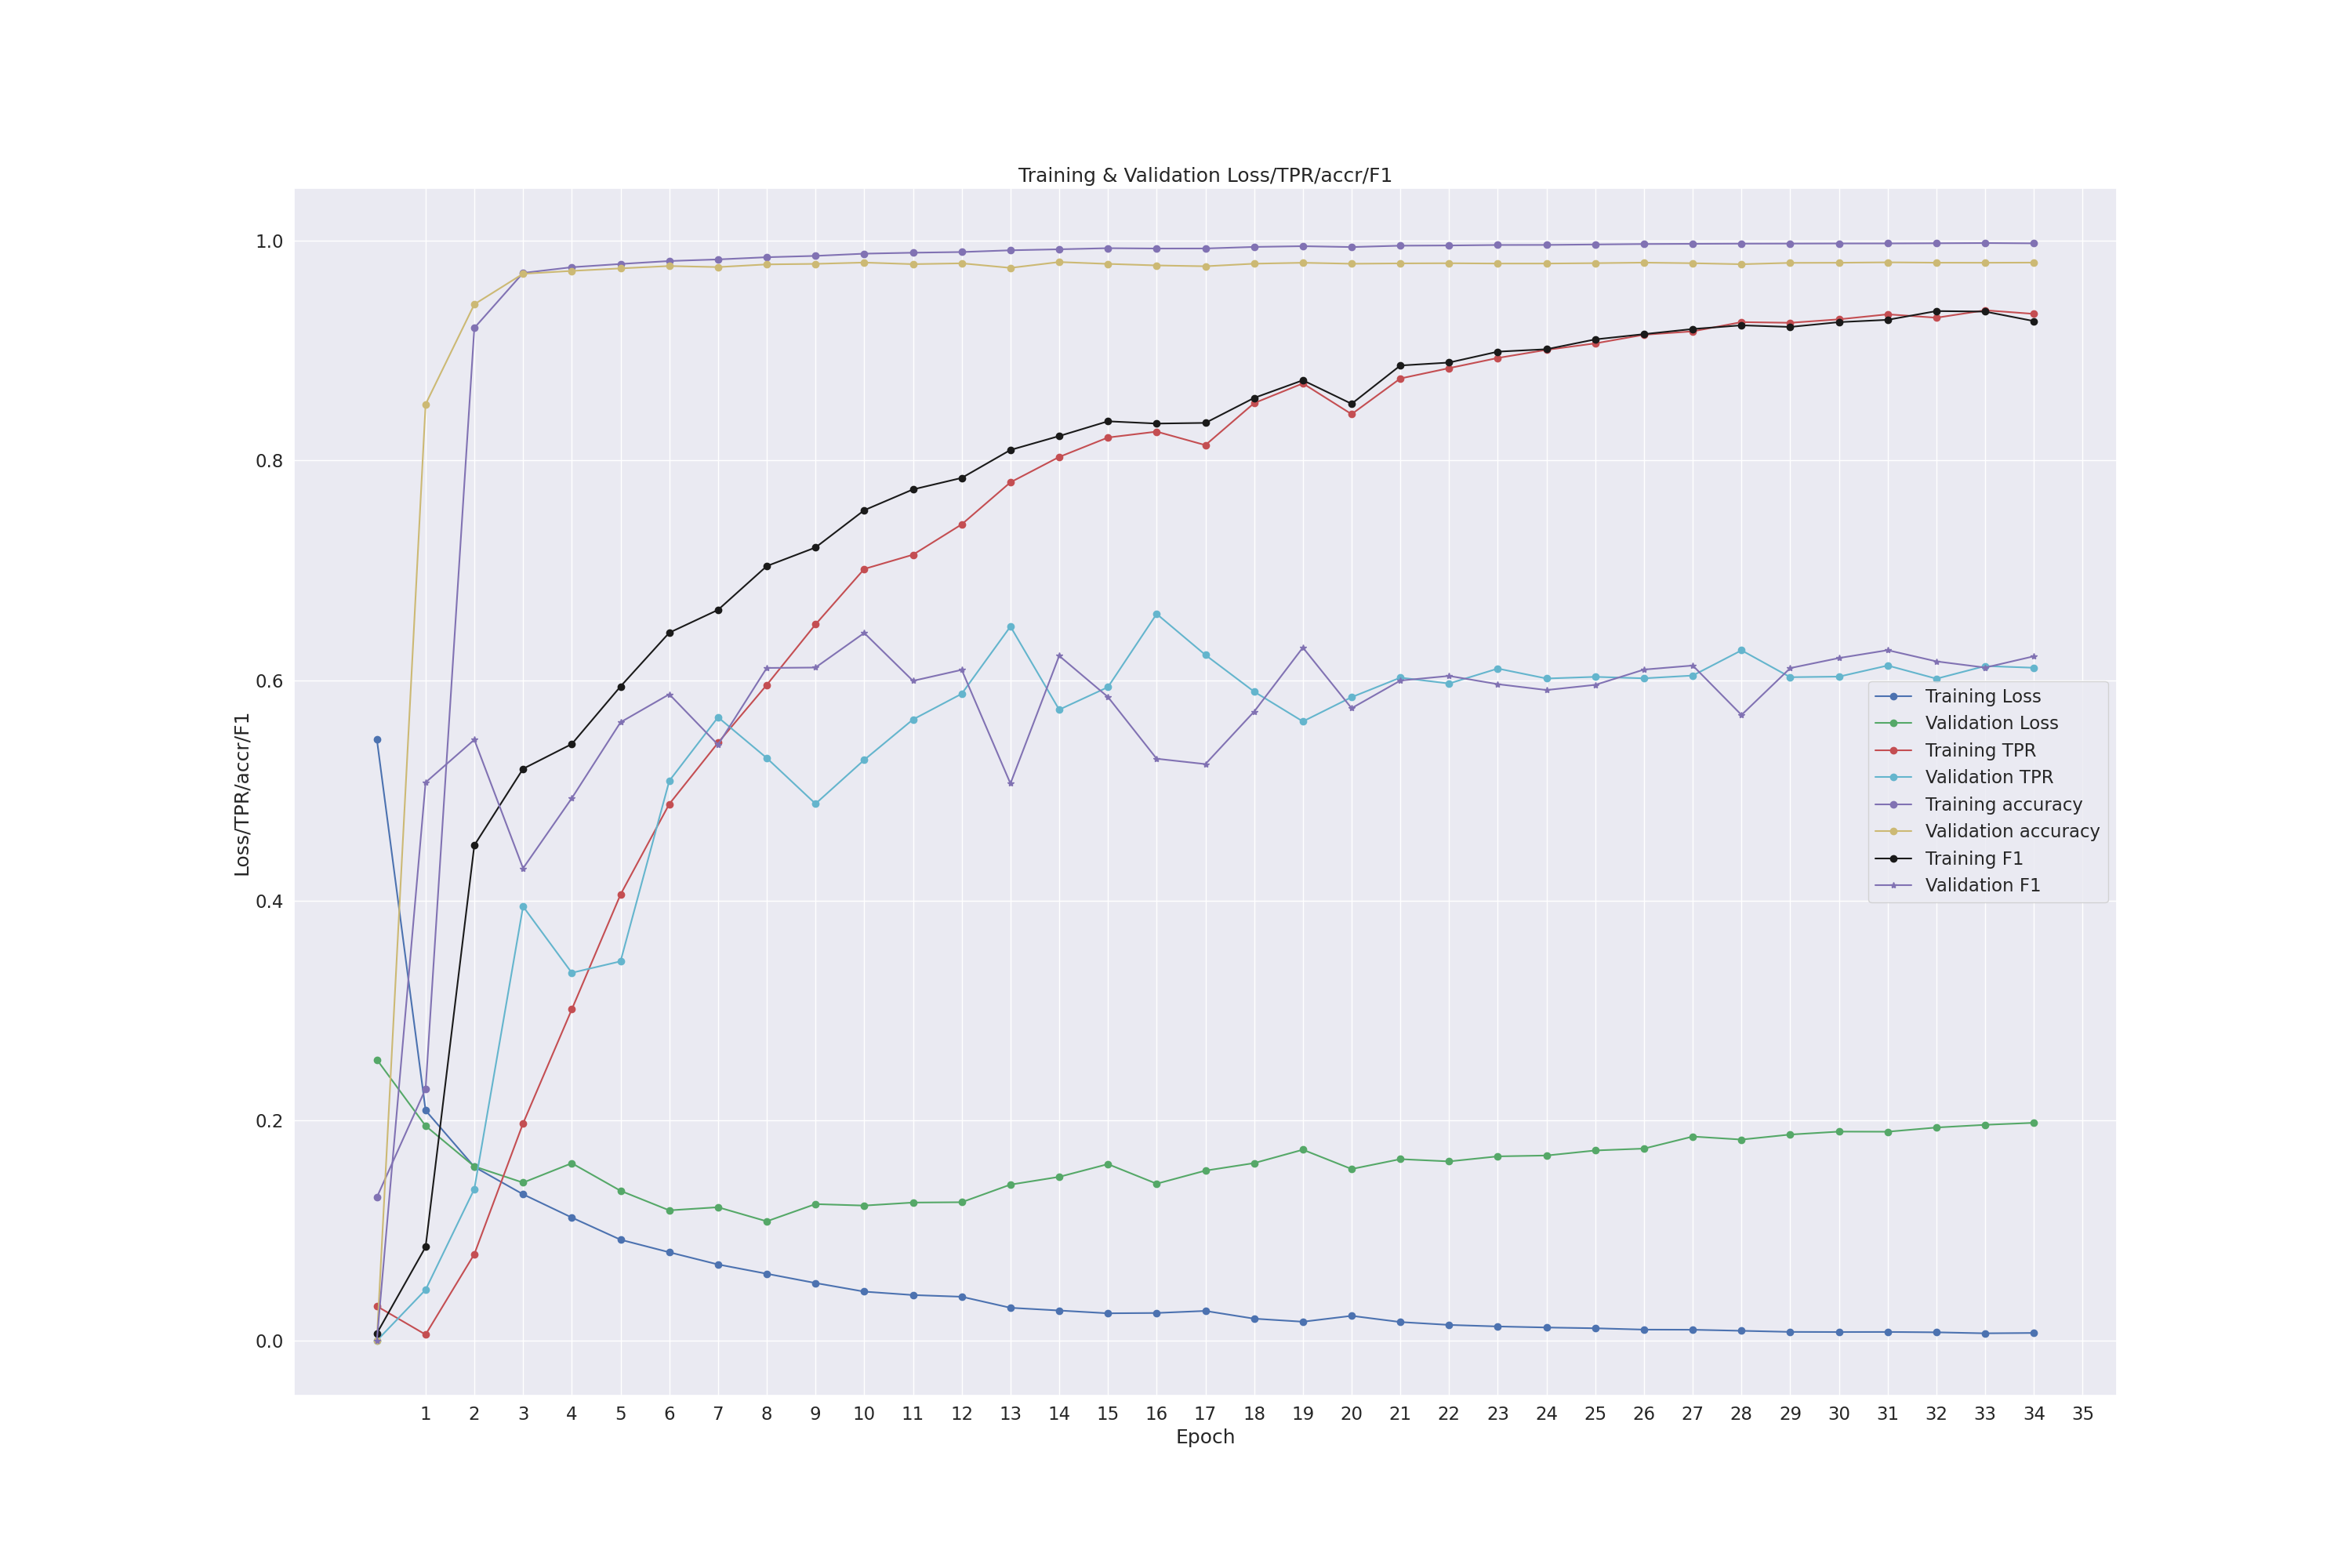 Training & Validation Loss/TPR/accr/F1
1.0
0.8
0.6
0.4
0.2
0.0
Loss/TPR/accr/F1
Training Loss
Validation Loss
Training TPR
Validation TPR
Training accuracy
Validation accuracy
Training F1
Validation F1
1 2 3 4 5 6 7 8 9 10 11 12 13 14 15 16 17 18 19 20 21 22 23 24 25 26 27 28 29 30 31 32 33 34 35
Epoch